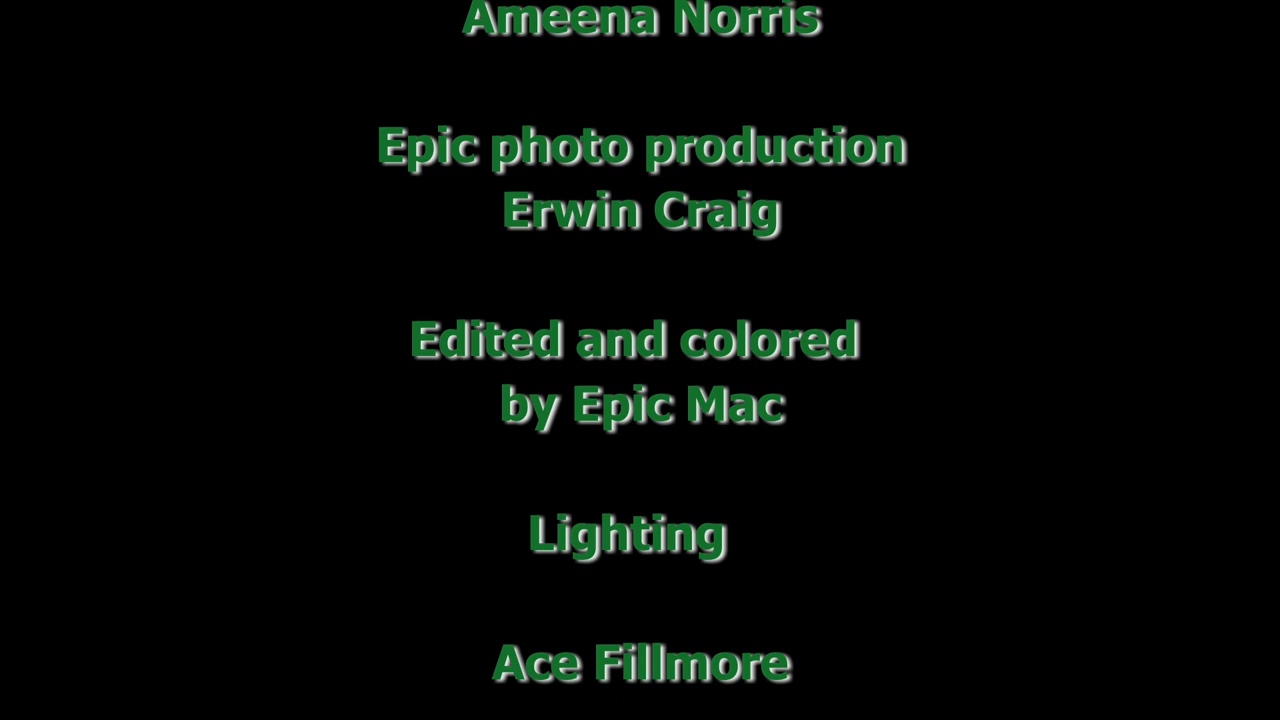 Ameena Norris
Epic photo production
Erwin Craig
Edited and colored
by Epic Mac
Lighting
Ace Fillmore